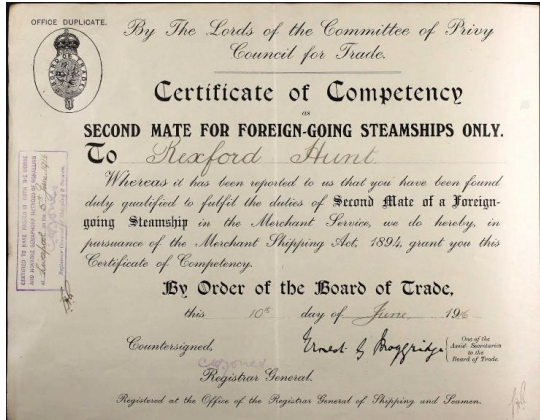 OFFICE DUPLICATE.
By The Lords of the Committee of Privy
Council for Trade.
BOARD OF TRADE
Certificate of Competency
as
SECOND MATE FOR FOREIGN-GOING STEAMSHIPS ONLY.
To Rexford Hunt
Whereas it has been reported to us that you have been found
duly qualified to fulfil the duties of Second Mate of a Foreign-
going Steamship in the Merchant Service, we do hereby, in
pursuance of the Merchant Shipping Act, 1894, grant you this
Certificate of Competency.
By Order of the Board of Trade,
this 10th day of June, 1916
Countersigned,
Ernest G Moggridge
One of the
Assist. Secretaries
to the
Board of Trade.
Registrar General.
Registered at the Office of the Registrar General of Shipping and Seamen.